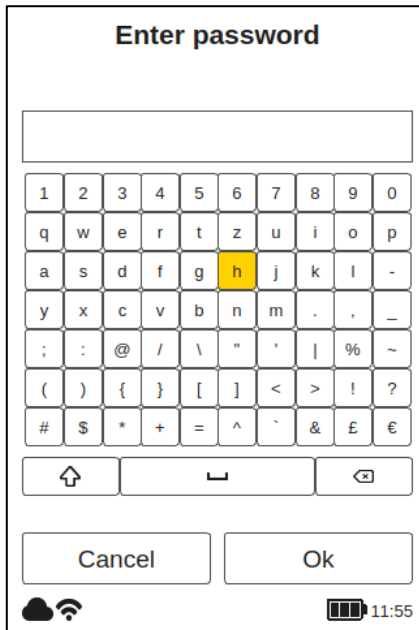 Enter password
1 2 3 4 5 6 7 8 9 0
q w e r t z u i o p
a s d f g h j k l -
y x c v b n m . , _
; : @ / \ " ' | % ~
( ) { } [ ] < > ! ?
# $ * + = ^ ` & £ €
Cancel Ok
11:55